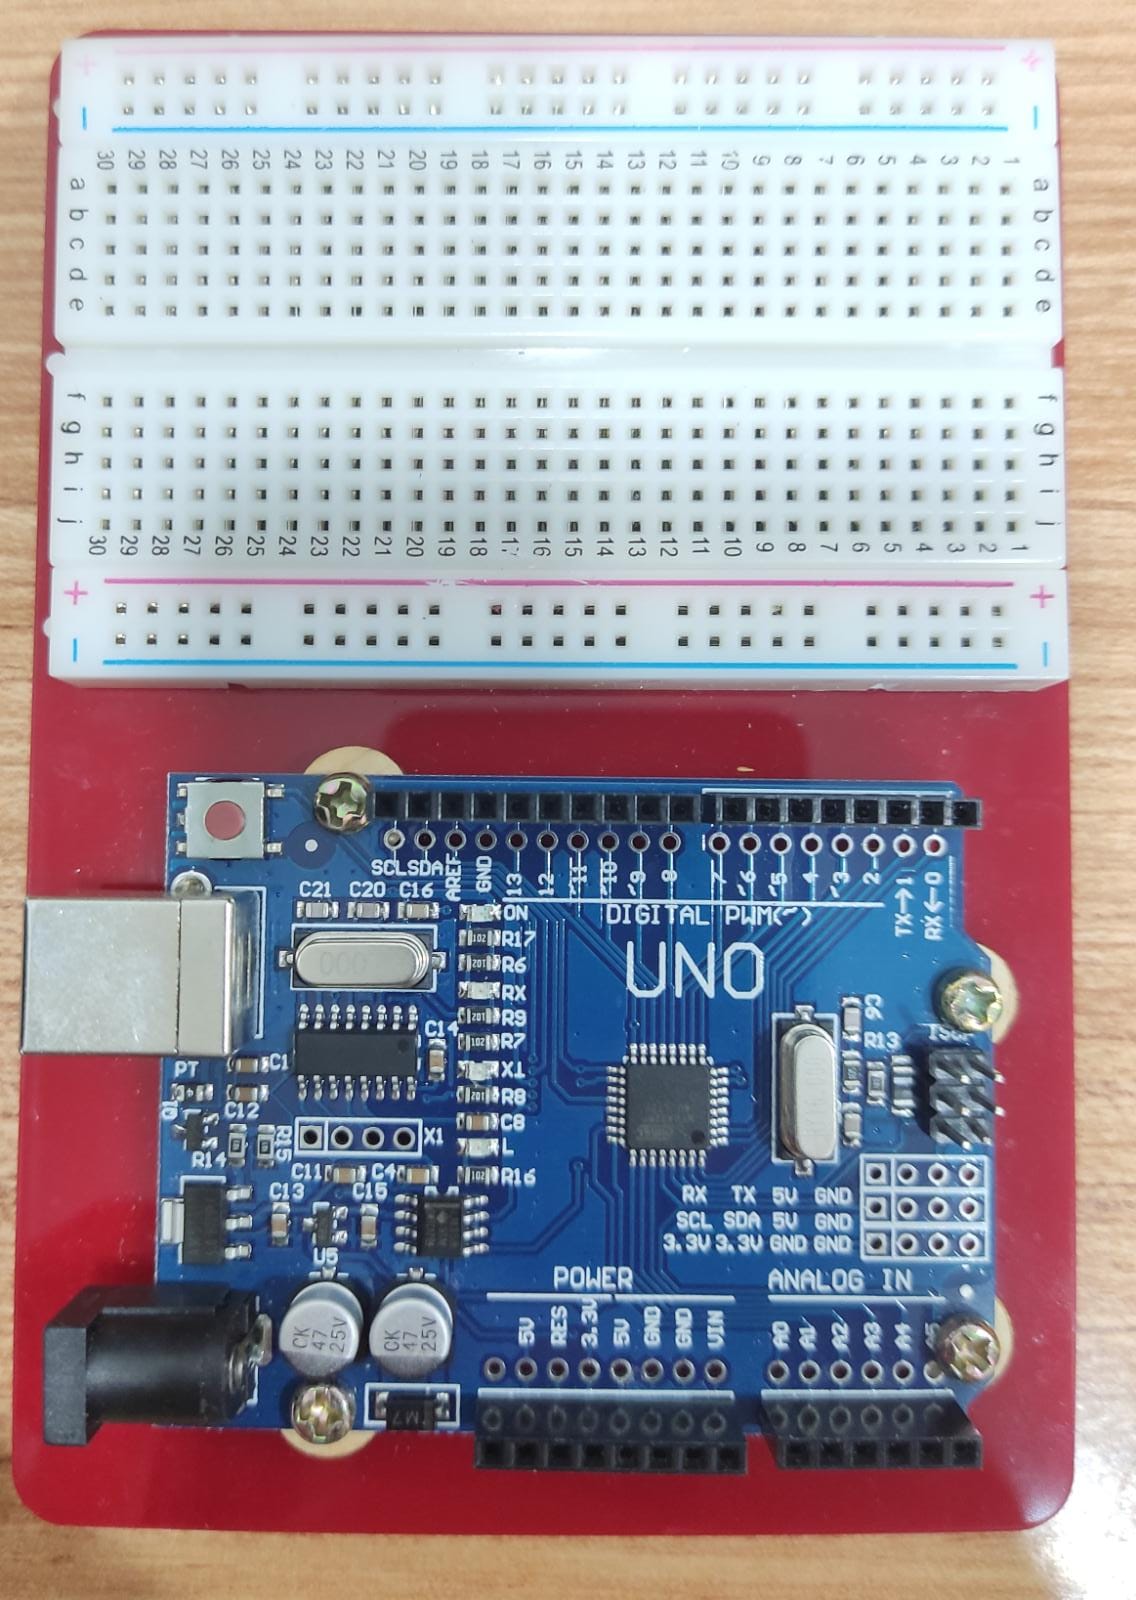 +
-
-
30 29 28 27 26 25 24 23 22 21 20 19 18 17 16 15 14 13 12 11 10 9 8 7 6 5 4 3 2 1
a a
b b
c c
d d
e e
f f
g g
h h
i i
j j
30 29 28 27 26 25 24 23 22 21 20 19 18 17 16 15 14 13 12 11 10 9 8 7 6 5 4 3 2 1
+ +
- -
SCL SDA AREF GND 13 12 ~11 ~10 ~9 8 7 ~6 ~5 4 ~3 2 TX→1 RX←0
DIGITAL PWM(~)
UNO
C21 C20 C16
ON
R17
R6
RX
R9
R7
TX
R8
C8
L
R16
C14
C1
PT
Q1
C12
R14
R15
X1
C11 C4
C13 C15
U5
C6
R13
RX TX 5V GND
SCL SDA 5V GND
3.3V 3.3V GND GND
POWER
ANALOG IN
5V RES 3.3V 5V GND GND VIN
A0 A1 A2 A3 A4
CK
47
25V
CK
47
25V
M7